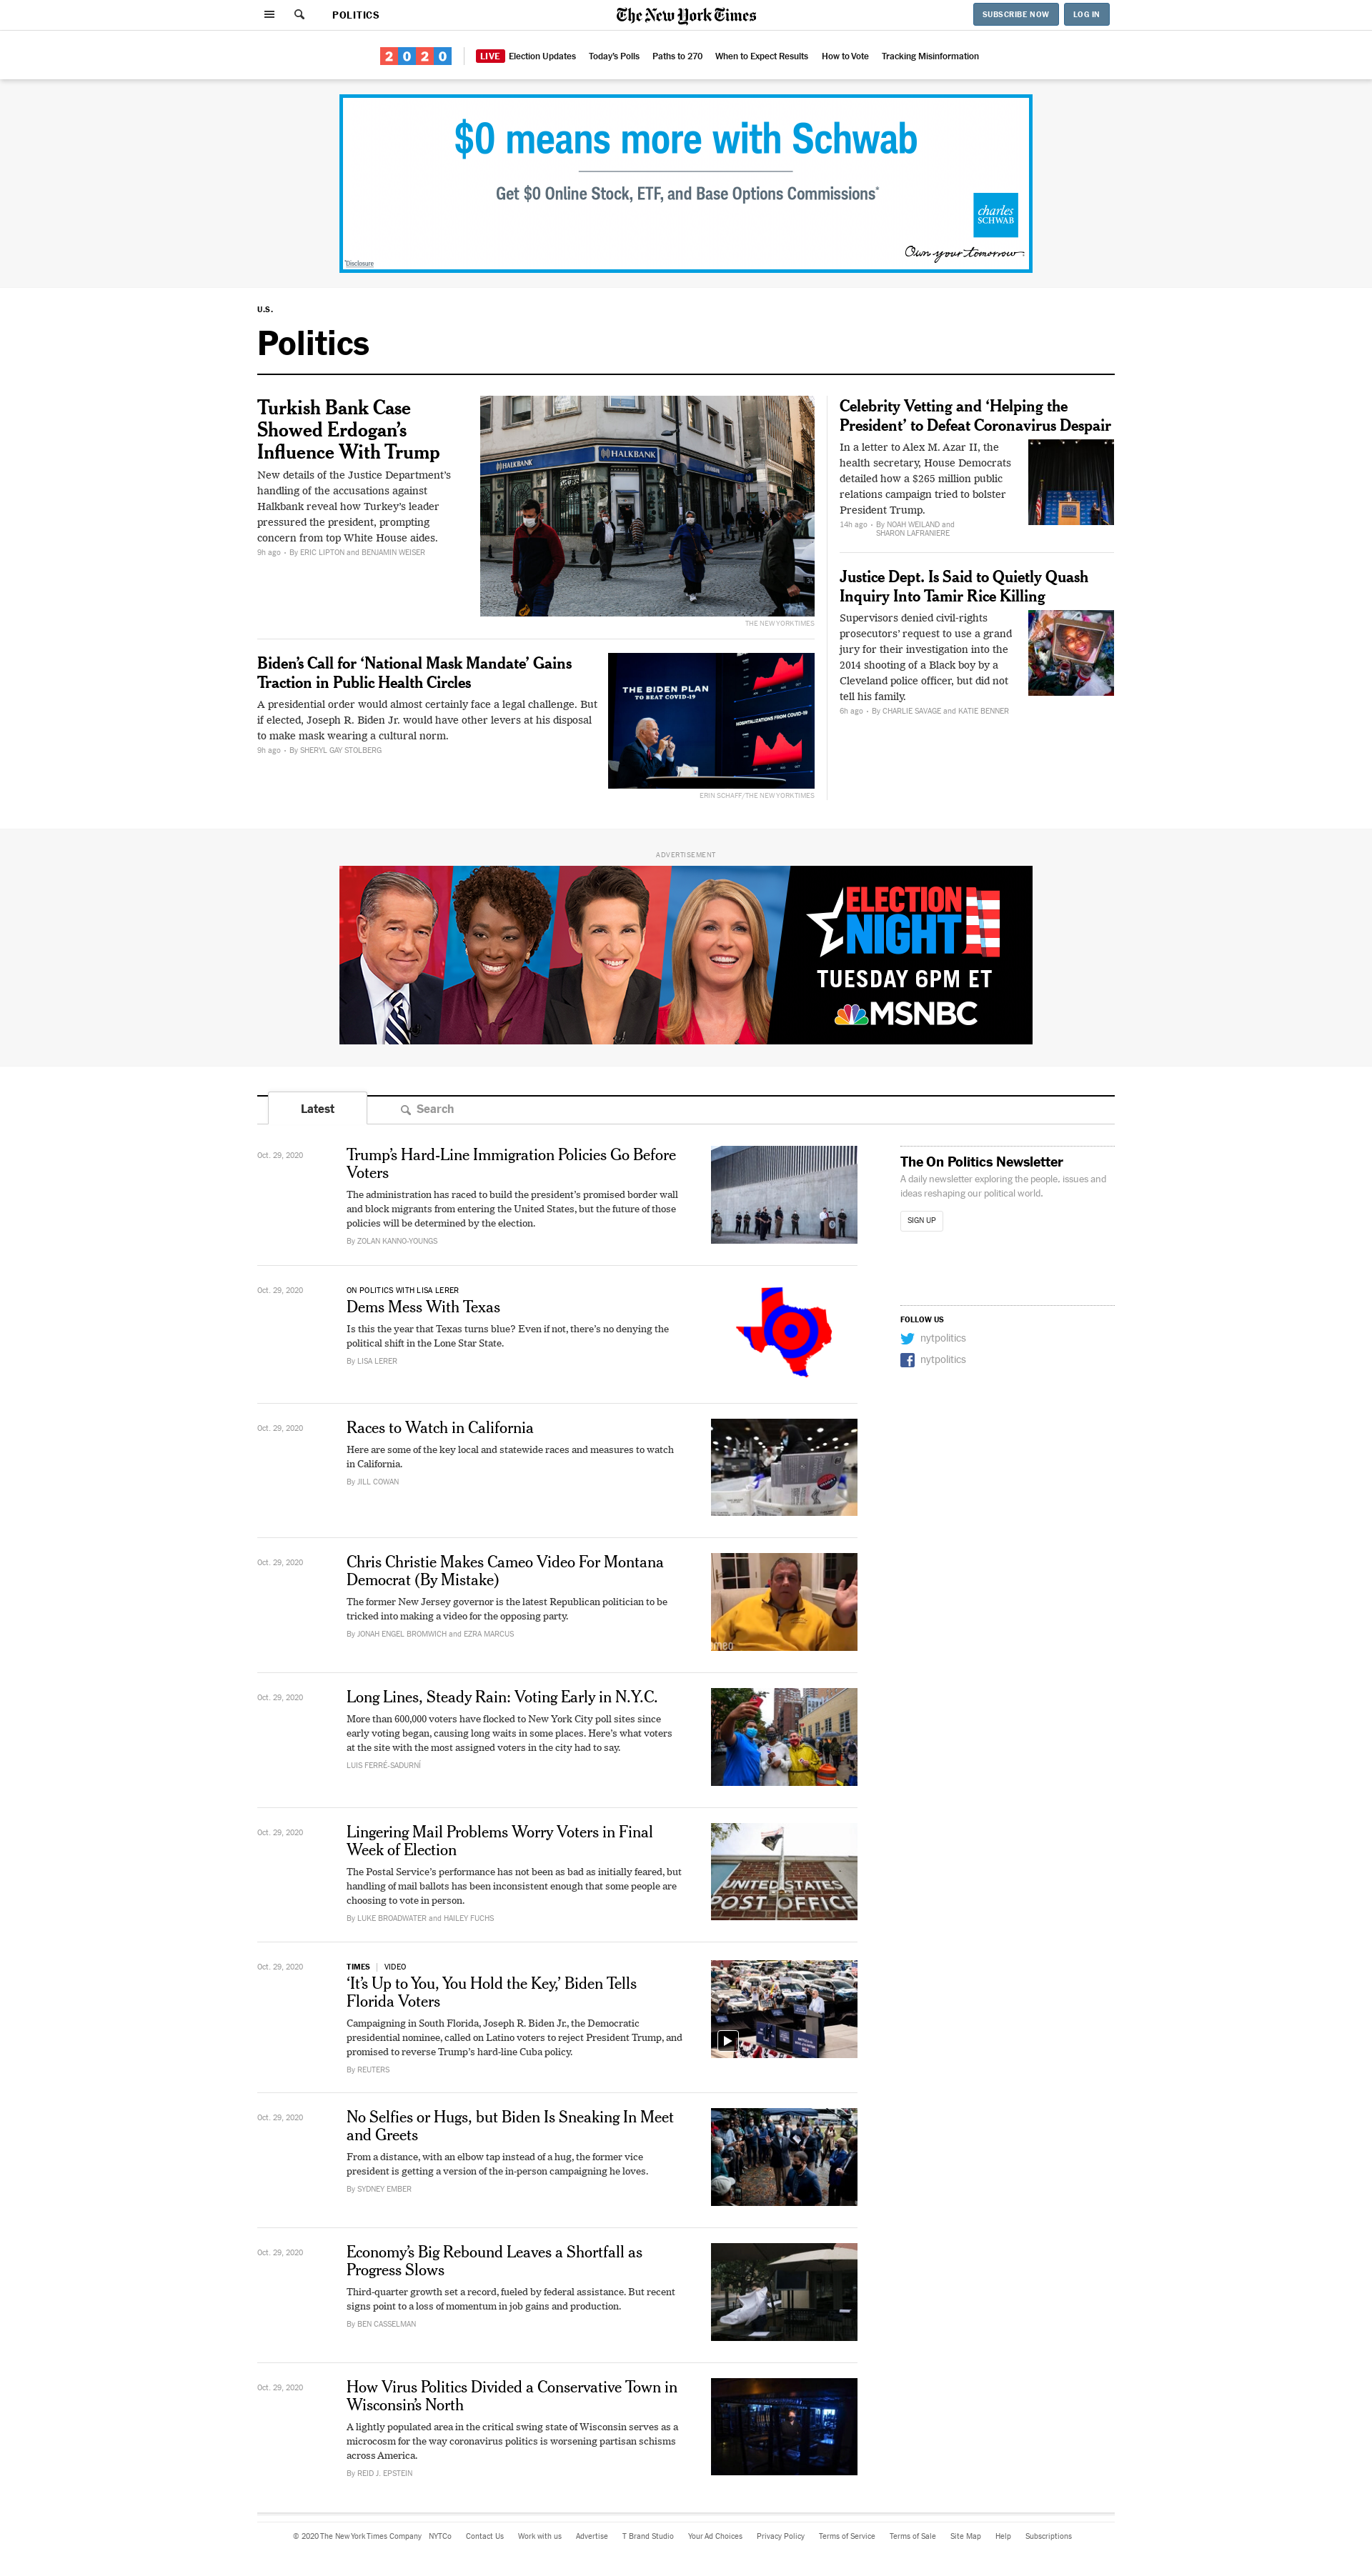 POLITICS
The New York Times
SUBSCRIBE NOW
LOG IN
2020
LIVE Election Updates Today's Polls Paths to 270 When to Expect Results How to Vote Tracking Misinformation
$0 means more with Schwab
Get $0 Online Stock, ETF, and Base Options Commissions*
charles
SCHWAB
Own your tomorrow.
*Disclosure
U.S.
Politics
Turkish Bank Case
Showed Erdogan's
Influence With Trump
New details of the Justice Department's
handling of the accusations against
Halkbank reveal how Turkey's leader
pressured the president, prompting
concern from top White House aides.
9h ago • By ERIC LIPTON and BENJAMIN WEISER
HALKBANK HALKBANK HALKBANK
THE NEW YORK TIMES
Biden's Call for ‘National Mask Mandate’ Gains
Traction in Public Health Circles
A presidential order would almost certainly face a legal challenge. But
if elected, Joseph R. Biden Jr. would have other levers at his disposal
to make mask wearing a cultural norm.
9h ago • By SHERYL GAY STOLBERG
THE BIDEN PLAN
TO BEAT COVID-19
HOSPITALIZATIONS FROM COVID-19
ERIN SCHAFF/THE NEW YORK TIMES
Celebrity Vetting and ‘Helping the
President’ to Defeat Coronavirus Despair
In a letter to Alex M. Azar II, the
health secretary, House Democrats
detailed how a $265 million public
relations campaign tried to bolster
President Trump.
14h ago • By NOAH WEILAND and
SHARON LAFRANIERE
Justice Dept. Is Said to Quietly Quash
Inquiry Into Tamir Rice Killing
Supervisors denied civil-rights
prosecutors' request to use a grand
jury for their investigation into the
2014 shooting of a Black boy by a
Cleveland police officer, but did not
tell his family.
6h ago • By CHARLIE SAVAGE and KATIE BENNER
ADVERTISEMENT
ELECTION
NIGHT
TUESDAY 6PM ET
MSNBC
Latest
Search
Oct. 29, 2020
Trump's Hard-Line Immigration Policies Go Before
Voters
The administration has raced to build the president's promised border wall
and block migrants from entering the United States, but the future of those
policies will be determined by the election.
By ZOLAN KANNO-YOUNGS
The On Politics Newsletter
A daily newsletter exploring the people, issues and
ideas reshaping our political world.
SIGN UP
FOLLOW US
nytpolitics
nytpolitics
Oct. 29, 2020
ON POLITICS WITH LISA LERER
Dems Mess With Texas
Is this the year that Texas turns blue? Even if not, there's no denying the
political shift in the Lone Star State.
By LISA LERER
Oct. 29, 2020
Races to Watch in California
Here are some of the key local and statewide races and measures to watch
in California.
By JILL COWAN
Oct. 29, 2020
Chris Christie Makes Cameo Video For Montana
Democrat (By Mistake)
The former New Jersey governor is the latest Republican politician to be
tricked into making a video for the opposing party.
By JONAH ENGEL BROMWICH and EZRA MARCUS
Oct. 29, 2020
Long Lines, Steady Rain: Voting Early in N.Y.C.
More than 600,000 voters have flocked to New York City poll sites since
early voting began, causing long waits in some places. Here's what voters
at the site with the most assigned voters in the city had to say.
LUIS FERRÉ-SADURNÍ
Oct. 29, 2020
Lingering Mail Problems Worry Voters in Final
Week of Election
The Postal Service's performance has not been as bad as initially feared, but
handling of mail ballots has been inconsistent enough that some people are
choosing to vote in person.
By LUKE BROADWATER and HAILEY FUCHS
UNITED STATES
POST OFFICE
Oct. 29, 2020
TIMES | VIDEO
‘It's Up to You, You Hold the Key,’ Biden Tells
Florida Voters
Campaigning in South Florida, Joseph R. Biden Jr., the Democratic
presidential nominee, called on Latino voters to reject President Trump, and
promised to reverse Trump's hard-line Cuba policy.
By REUTERS
Oct. 29, 2020
No Selfies or Hugs, but Biden Is Sneaking In Meet
and Greets
From a distance, with an elbow tap instead of a hug, the former vice
president is getting a version of the in-person campaigning he loves.
By SYDNEY EMBER
Oct. 29, 2020
Economy's Big Rebound Leaves a Shortfall as
Progress Slows
Third-quarter growth set a record, fueled by federal assistance. But recent
signs point to a loss of momentum in job gains and production.
By BEN CASSELMAN
Oct. 29, 2020
How Virus Politics Divided a Conservative Town in
Wisconsin's North
A lightly populated area in the critical swing state of Wisconsin serves as a
microcosm for the way coronavirus politics is worsening partisan schisms
across America.
By REID J. EPSTEIN
© 2020 The New York Times Company NYTCo Contact Us Work with us Advertise T Brand Studio Your Ad Choices Privacy Policy Terms of Service Terms of Sale Site Map Help Subscriptions